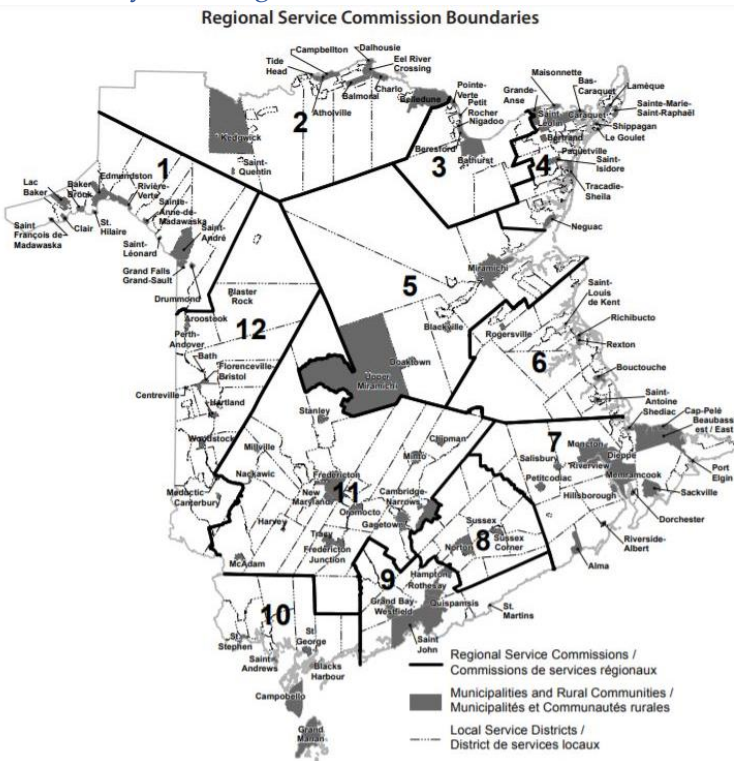 Regional Service Commission Boundaries
Campbellton
Dalhousie
Tide
Head
Eel River
Crossing
Atholville
Balmoral
Charlo
2
Belledune
Pointe-
Verte
Petit
Rocher
Nigadoo
Beresford
Bathurst
3
Maisonnette
Grande-
Anse
Bas-
Caraquet
Lamèque
Saint-
Léolin
Caraquet
Sainte-Marie-
Saint-Raphaël
Shippagan
Le Goulet
Bertrand
Paquetville
Saint-
Isidore
4
Tracadie-
Sheila
Neguac
Kedgwick
Saint-
Quentin
1
Lac
Baker
Baker
Brook
Edmundston
Rivière-
Verte
Saint
François de
Madawaska
Clair
St.
Hilaire
Sainte-
Anne-de-
Madawaska
Saint-
Léonard
Saint-
André
Grand Falls
Grand-Sault
Drummond
Plaster
Rock
Aroostook
12
Perth-
Andover
Bath
Florenceville-
Bristol
Centreville
Hartland
Woodstock
Meductic
Canterbury
5
Miramichi
Blackville
Doaktown
Upper
Miramichi
Rogersville
Saint-
Louis
de Kent
Richibucto
Rexton
6
Bouctouche
Saint-
Antoine
Shediac
Cap-Pelé
Beaubass
est / East
7
Moncton
Dieppe
Salisbury
Riverview
Memramcook
Petitcodiac
Port
Elgin
Sackville
Hillsborough
Dorchester
Riverside-
Albert
Alma
Stanley
Millville
Chipman
Minto
Nackawic
Fredericton
11
New
Maryland
Oromocto
Cambridge-
Narrows
Gagetown
Harvey
Tracy
Fredericton
Junction
McAdam
Sussex
Sussex
Corner
Norton
8
Hampton
Rothesay
9
Grand Bay-
Westfield
Quispamsis
St.
Martins
Saint
John
10
St.
Stephen
St
George
Saint
Andrews
Blacks
Harbour
Campobello
Grand
Manan
Regional Service Commissions /
Commissions de services régionaux
Municipalities and Rural Communities /
Municipalités et Communautés rurales
Local Service Districts /
District de services locaux